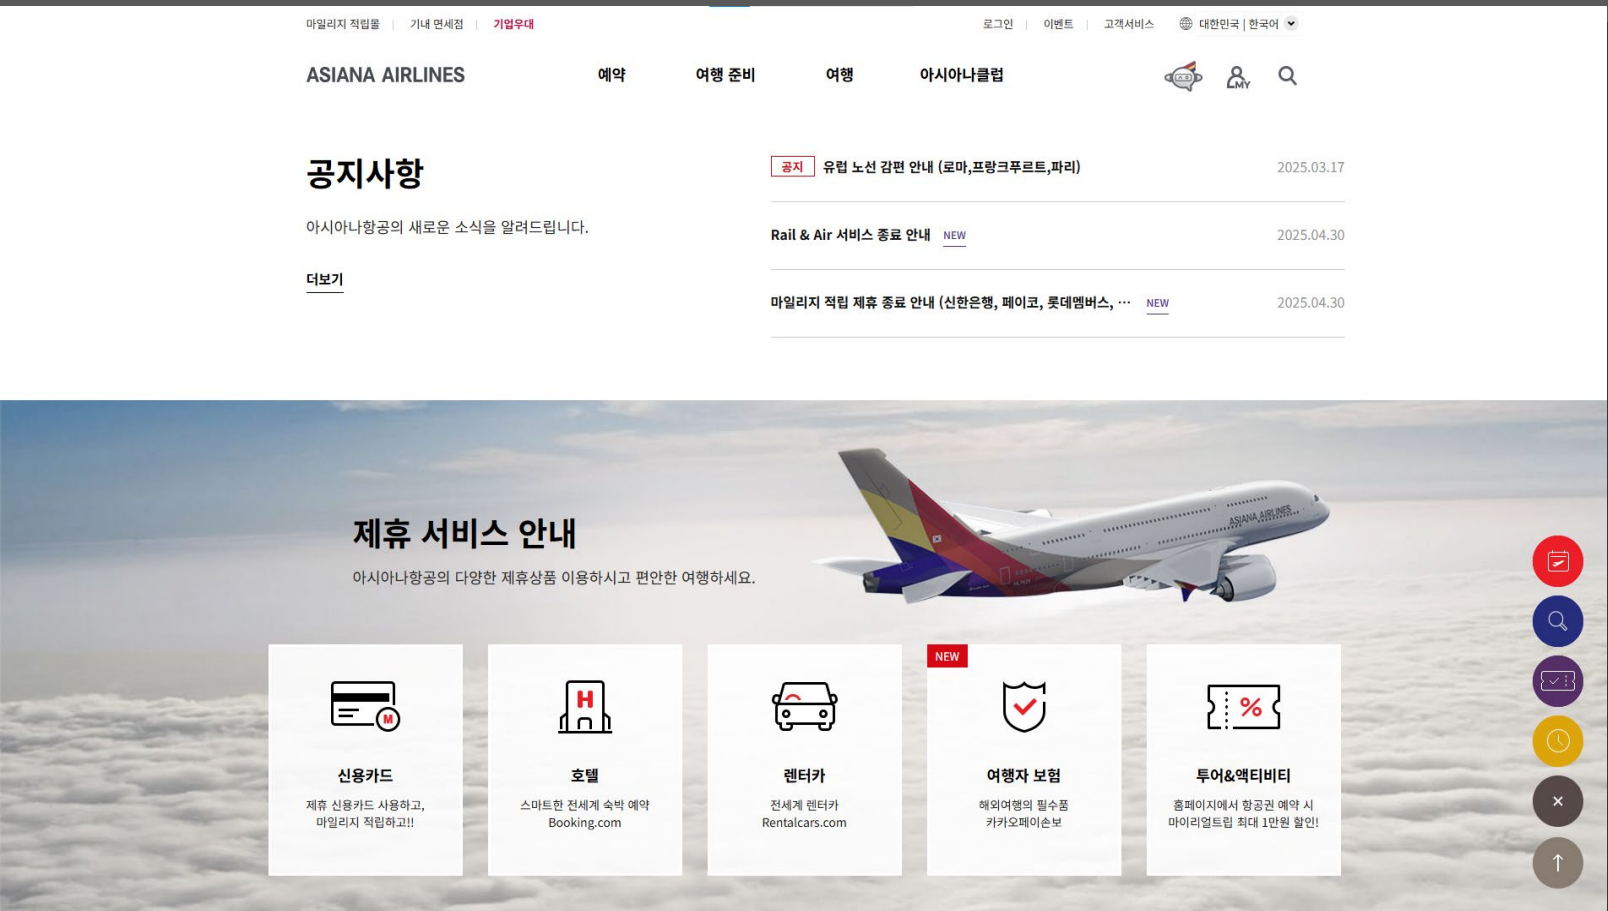 마일리지 적립몰
기내 면세점
기업우대
로그인
이벤트
고객서비스
대한민국 | 한국어
ASIANA AIRLINES
예약
여행 준비
여행
아시아나클럽
MY
공지사항
아시아나항공의 새로운 소식을 알려드립니다.
더보기
공지 유럽 노선 감편 안내 (로마,프랑크푸르트,파리) 2025.03.17
Rail & Air 서비스 종료 안내 NEW 2025.04.30
마일리지 적립 제휴 종료 안내 (신한은행, 페이코, 롯데멤버스, ··· NEW 2025.04.30
ASIANA AIRLINES
제휴 서비스 안내
아시아나항공의 다양한 제휴상품 이용하시고 편안한 여행하세요.
M
신용카드
제휴 신용카드 사용하고,
마일리지 적립하고!!
H
호텔
스마트한 전세계 숙박 예약
Booking.com
렌터카
전세계 렌터카
Rentalcars.com
NEW
여행자 보험
해외여행의 필수품
카카오페이손보
%
투어&액티비티
홈페이지에서 항공권 예약 시
마이리얼트립 최대 1만원 할인!